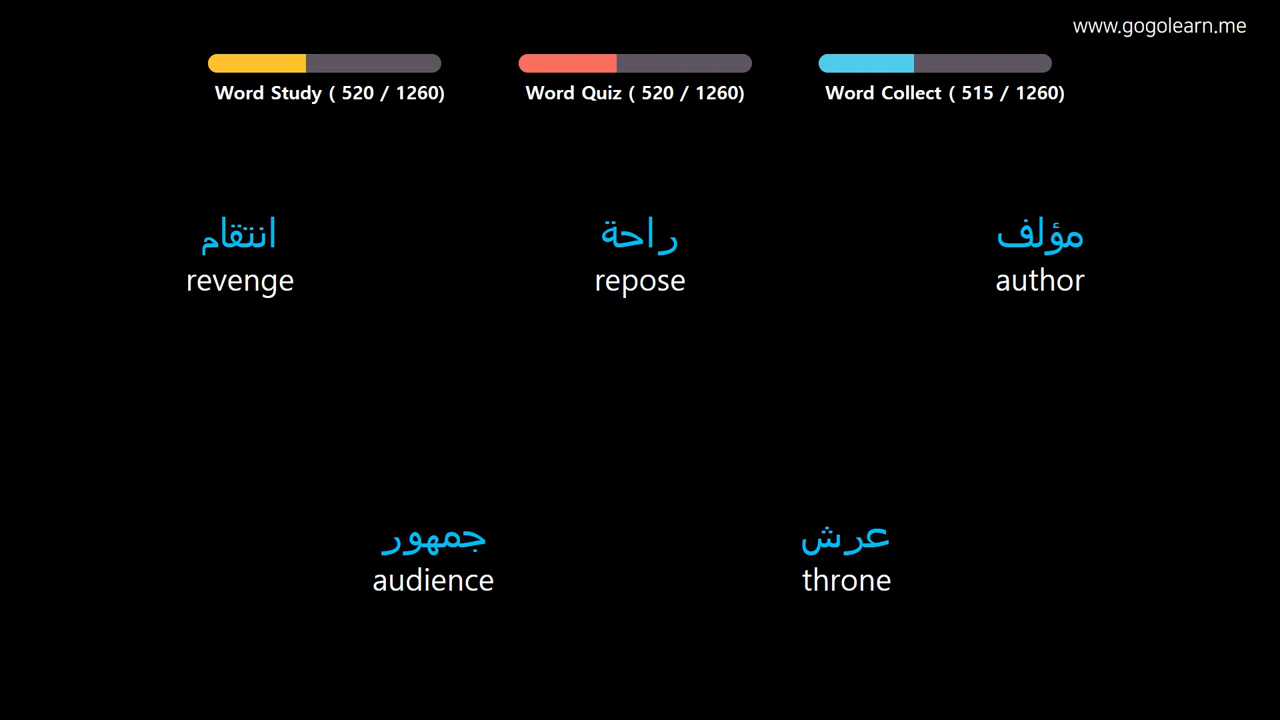 www.gogolearn.me
Word Study ( 520 / 1260)
Word Quiz ( 520 / 1260)
Word Collect ( 515 / 1260)
انتقام
revenge
راحة
repose
مؤلف
author
جمهور
audience
عرش
throne